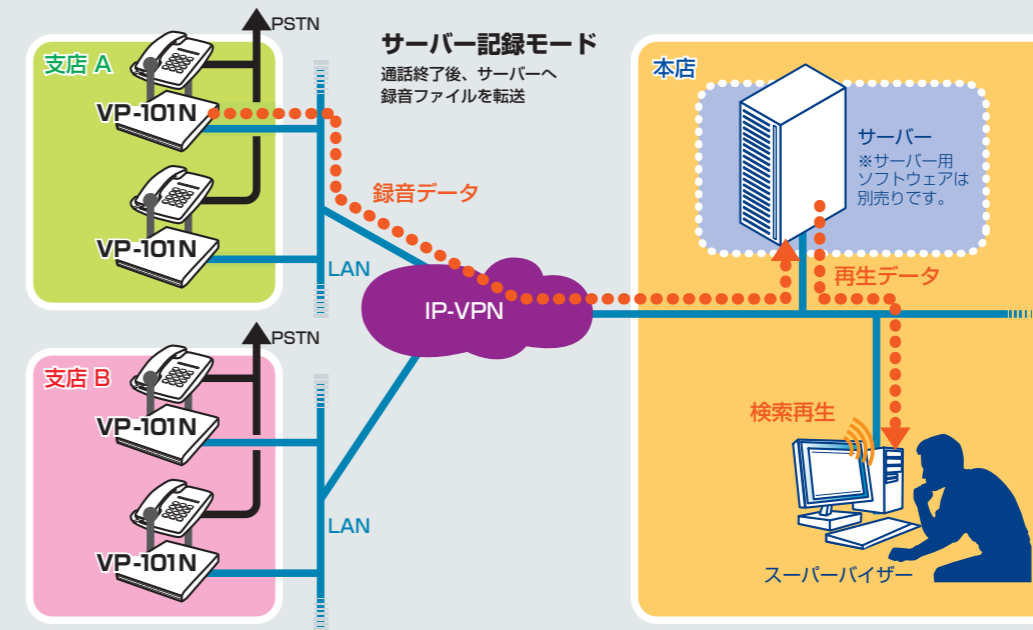 PSTN
サーバー記録モード
通話終了後、サーバーへ
録音ファイルを転送
支店 A
VP-101N
VP-101N
録音データ
LAN
IP-VPN
本店
サーバー
※サーバー用
ソフトウェアは
別売りです。
再生データ
PSTN
支店 B
VP-101N
VP-101N
LAN
検索再生
スーパーバイザー